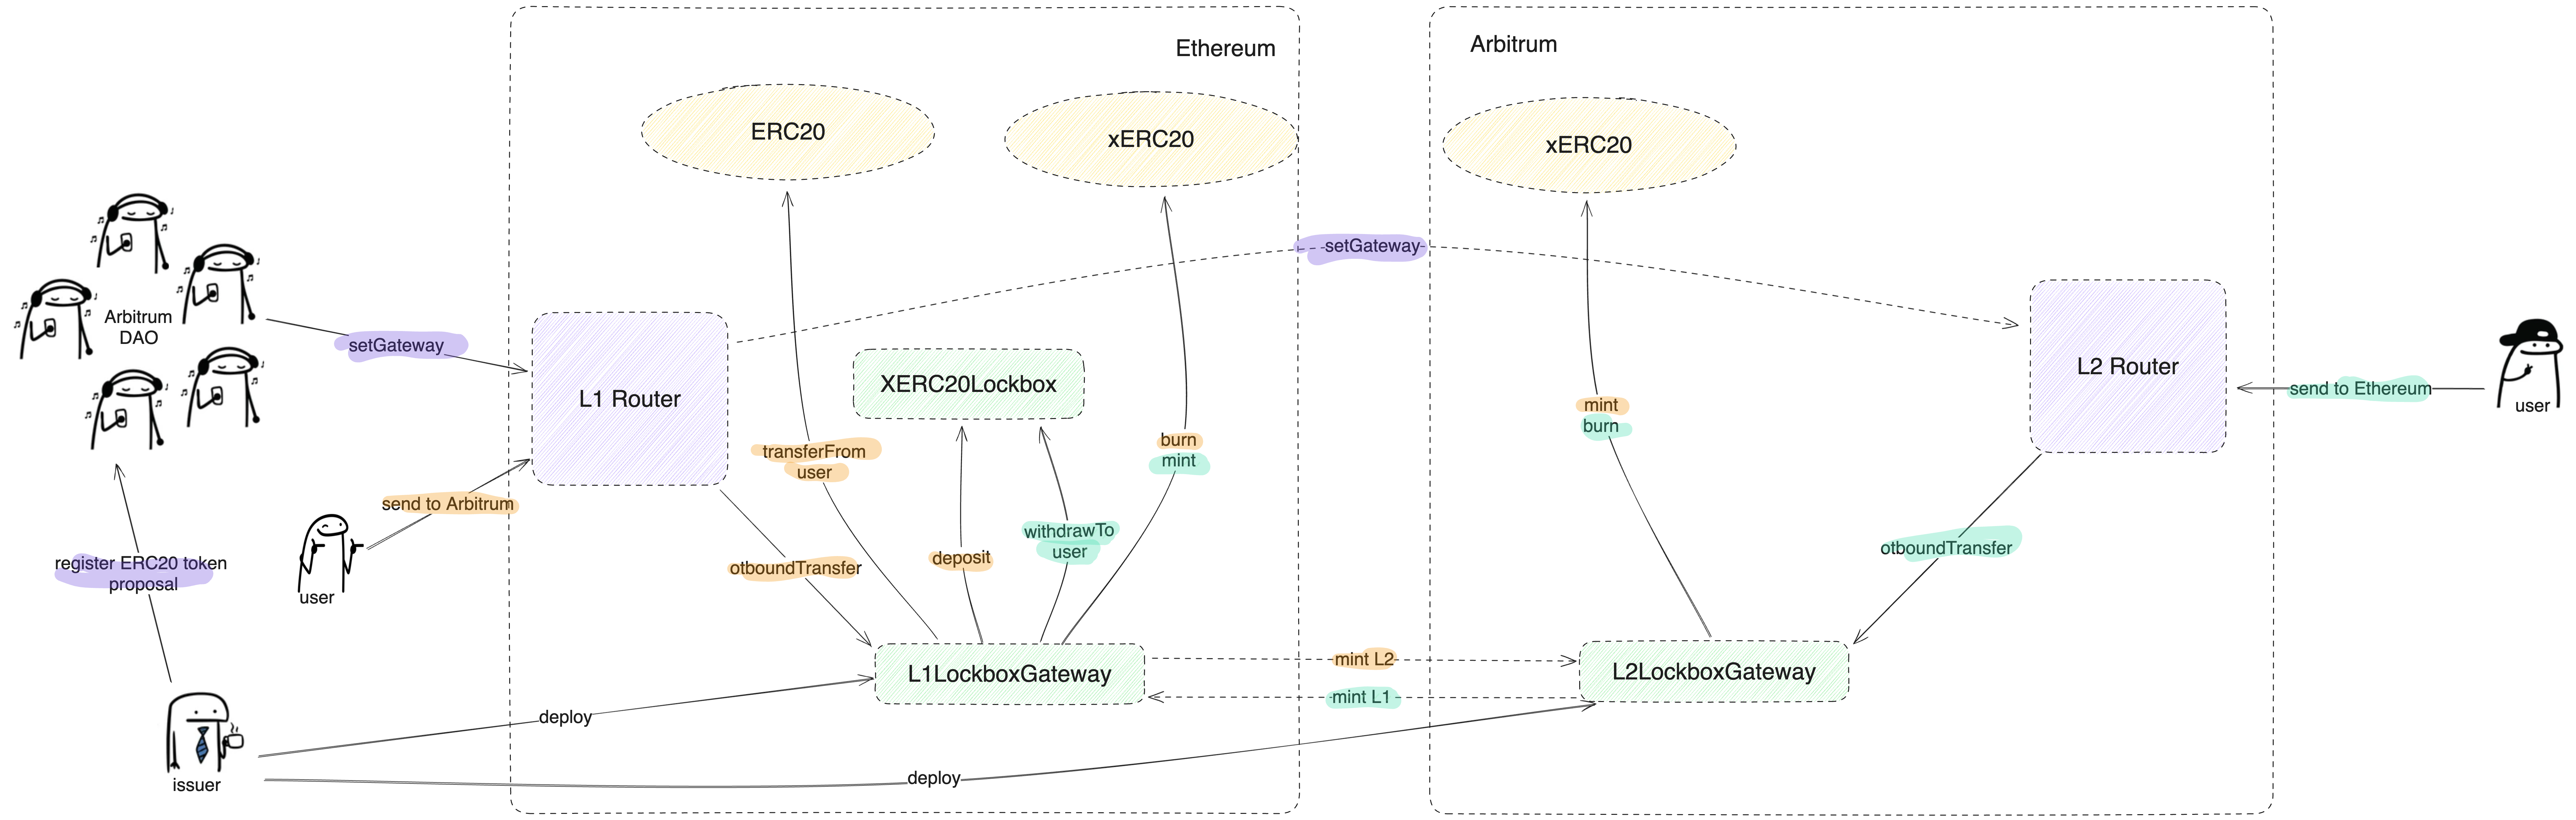 Ethereum
Arbitrum
ERC20
xERC20
xERC20
setGateway
Arbitrum
DAO
setGateway
L1 Router
XERC20Lockbox
L2 Router
send to Ethereum
user
mint
burn
transferFrom
user
burn
mint
send to Arbitrum
user
register ERC20 token
proposal
otboundTransfer
deposit
withdrawTo
user
otboundTransfer
L1LockboxGateway
mint L2
mint L1
L2LockboxGateway
deploy
deploy
issuer